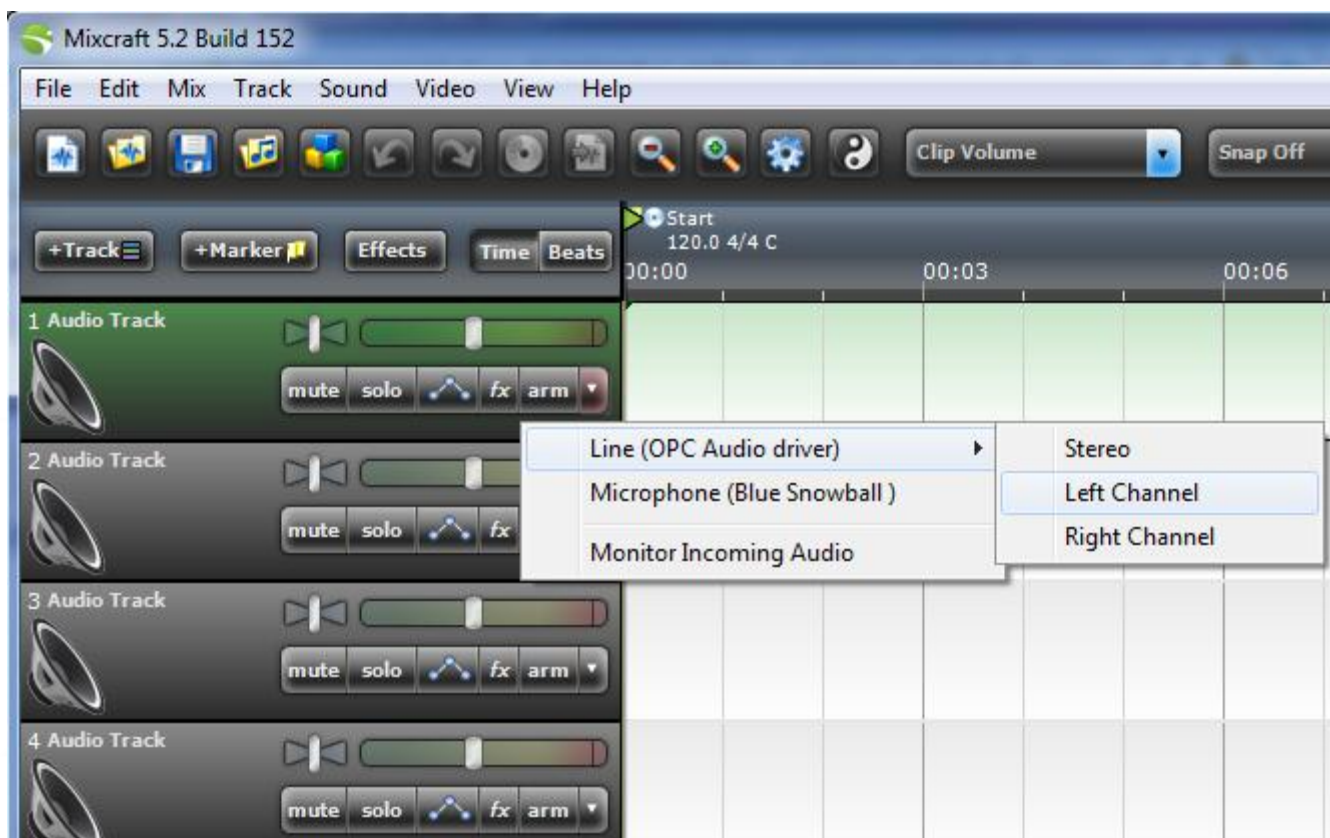 Mixcraft 5.2 Build 152
File Edit Mix Track Sound Video View Help
Clip Volume Snap Off
+Track +Marker Effects Time Beats
Start
120.0 4/4 C
00:00 00:03 00:06
1 Audio Track
mute solo fx arm
Line (OPC Audio driver) Stereo
Microphone (Blue Snowball ) Left Channel
Monitor Incoming Audio Right Channel
2 Audio Track
mute solo fx
3 Audio Track
mute solo fx arm
4 Audio Track
mute solo fx arm